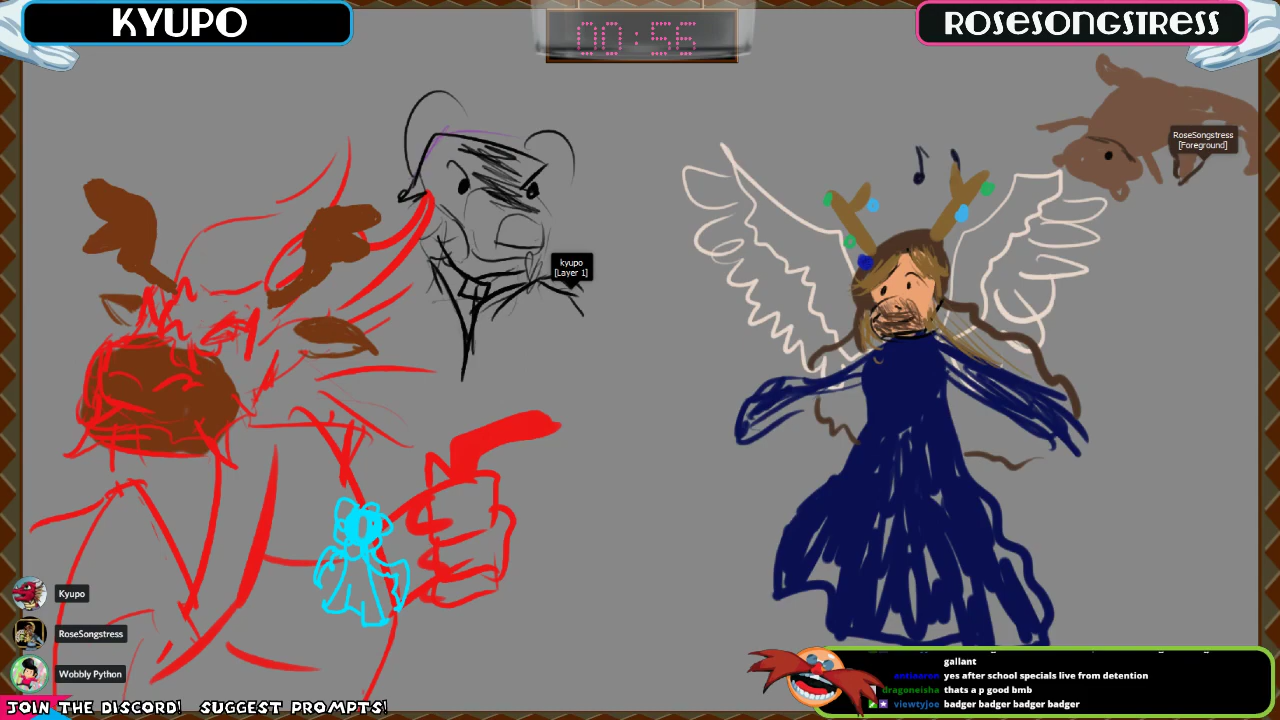 KYUPO
00:56
ROSESONGSTRESS
RoseSongstress
[Foreground]
kyupo
[Layer 1]
Kyupo
RoseSongstress
Wobbly Python
gallant
antiaaron yes after school specials live from detention
dragoneisha thats a p good bmb
viewtyjoe badger badger badger badger
JOIN THE DISCORD! SUGGEST PROMPTS!